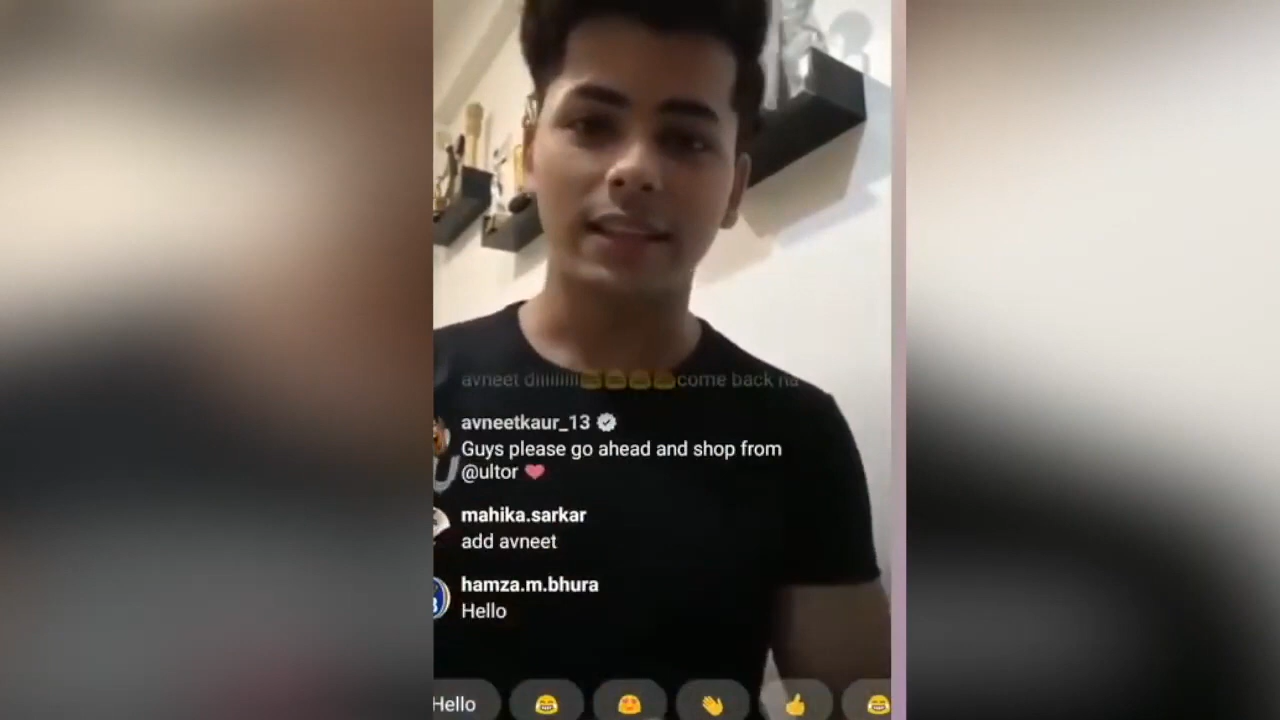 avneet diiiiiiiii😂😂😂😂come back na
avneetkaur_13
Guys please go ahead and shop from
@ultor ❤
mahika.sarkar
add avneet
hamza.m.bhura
Hello
Hello 😂 😍 👋 👍 😂